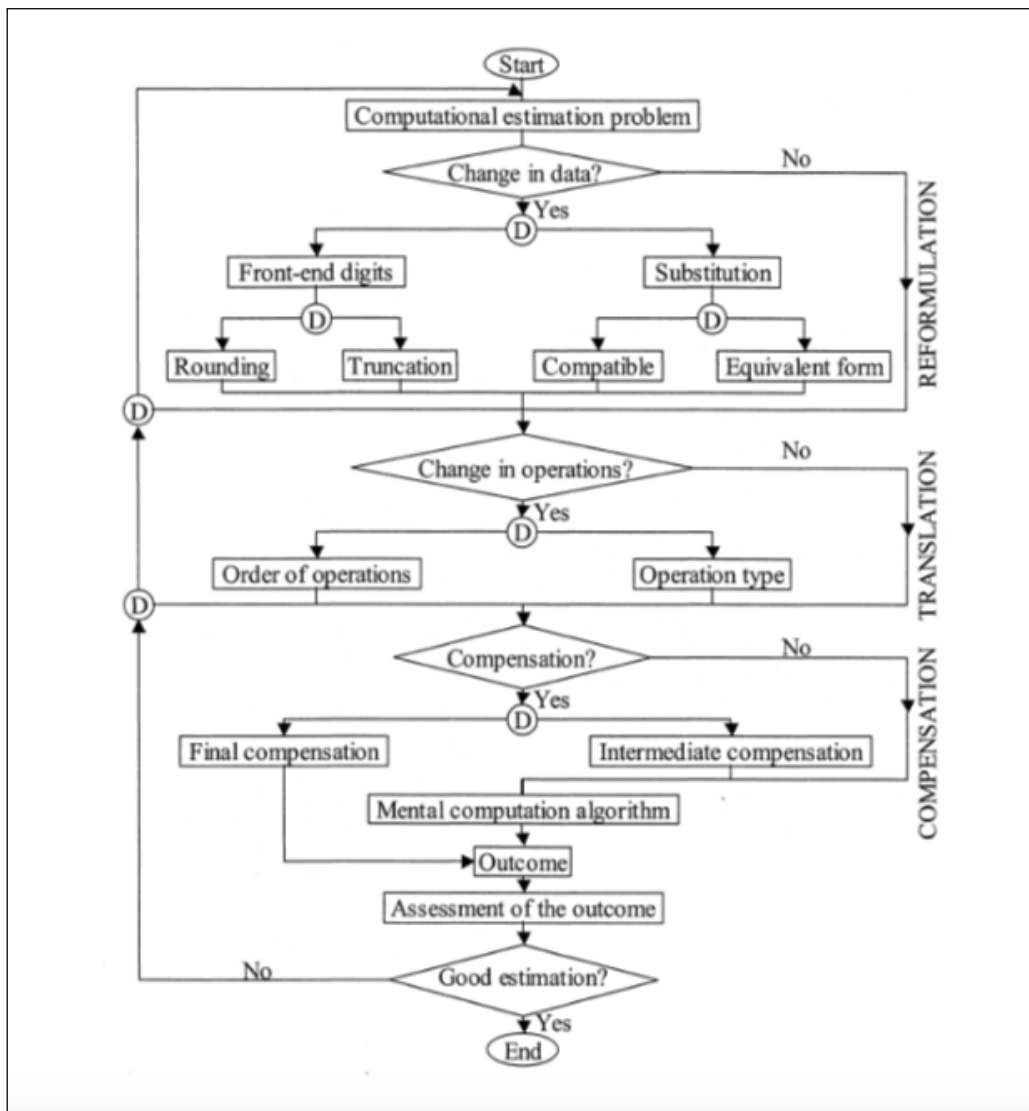 Start
Computational estimation problem
Change in data?
No
Yes
D
Front-end digits
Substitution
D
D
Rounding
Truncation
Compatible
Equivalent form
REFORMULATION
D
Change in operations?
No
Yes
D
Order of operations
Operation type
TRANSLATION
D
Compensation?
No
Yes
D
Final compensation
Intermediate compensation
COMPENSATION
Mental computation algorithm
Outcome
Assessment of the outcome
Good estimation?
No
Yes
End